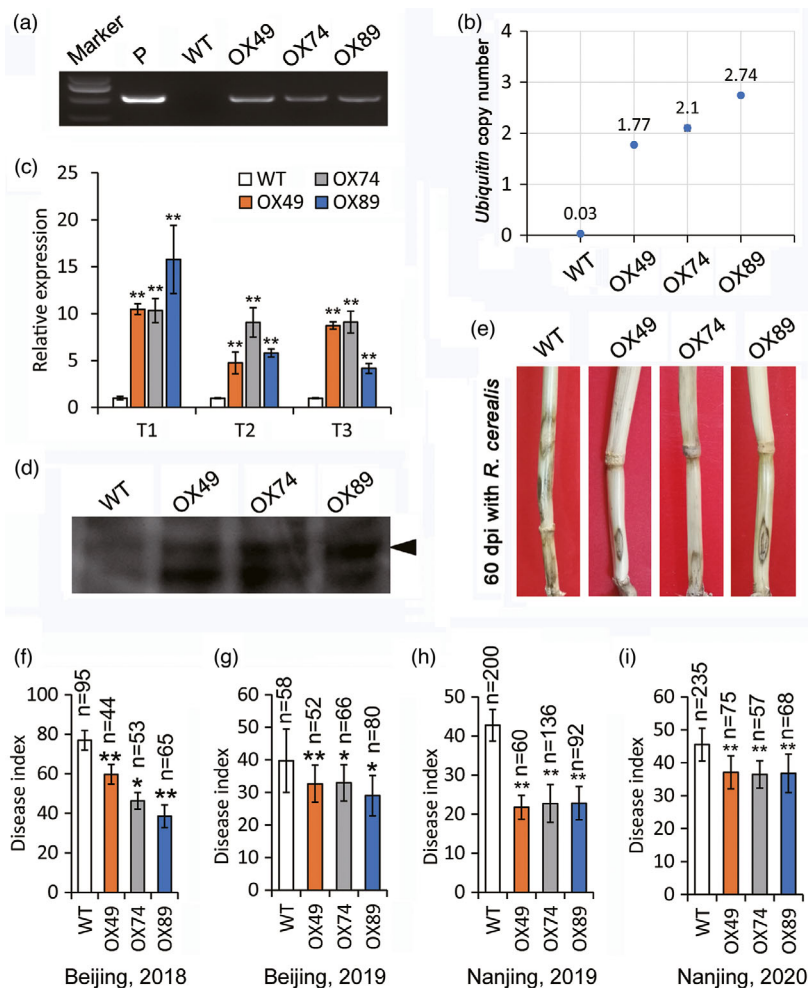 (a)
Marker
P
WT
OX49
OX74
OX89
(b)
Ubiquitin copy number
4
3
2
1
0
0.03
1.77
2.1
2.74
WT
OX49
OX74
OX89
(c)
Relative expression
25
20
15
10
5
0
WT
OX74
OX49
OX89
**
**
**
**
**
**
**
**
**
T1
T2
T3
(d)
WT
OX49
OX74
OX89
(e)
WT
OX49
OX74
OX89
60 dpi with R. cerealis
(f)
Disease index
100
80
60
40
20
0
n=95
** n=44
* n=53
** n=65
WT
OX49
OX74
OX89
Beijing, 2018
(g)
Disease index
60
50
40
30
20
10
0
n=58
** n=52
* n=66
* n=80
WT
OX49
OX74
OX89
Beijing, 2019
(h)
Disease index
50
40
30
20
10
0
n=200
** n=60
** n=136
** n=92
WT
OX49
OX74
OX89
Nanjing, 2019
(i)
Disease index
60
50
40
30
20
10
0
n=235
** n=75
** n=57
** n=68
WT
OX49
OX74
OX89
Nanjing, 2020